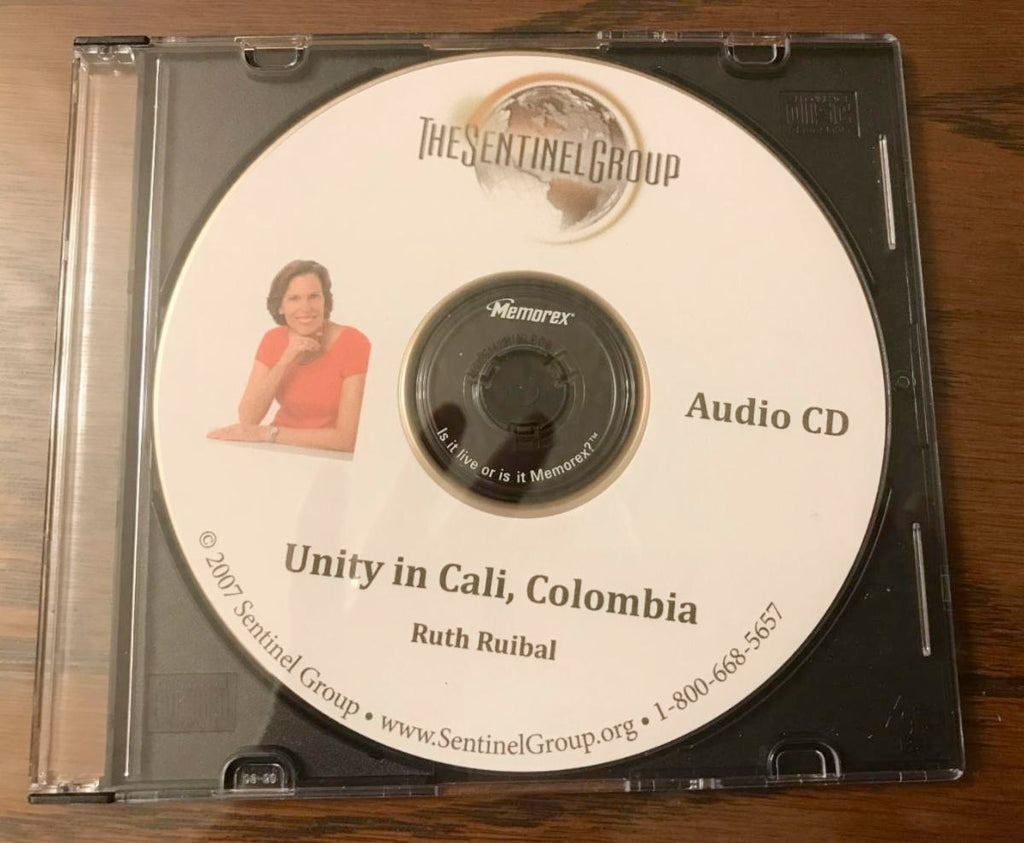 THESENTINELGROUP
Memorex
Is it live or is it Memorex?™
Audio CD
Unity in Cali, Colombia
Ruth Ruibal
© 2007 Sentinel Group • www.SentinelGroup.org • 1-800-668-5657